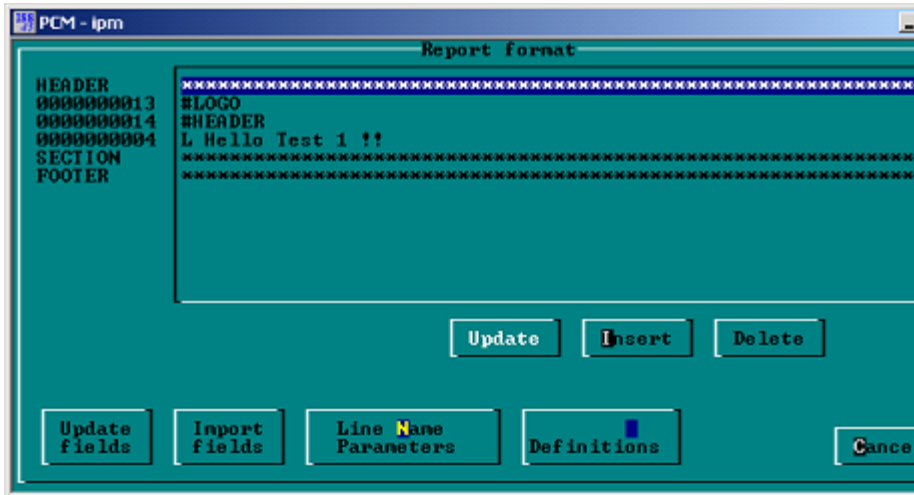 PCM - ipm
Report format
HEADER ************************************************************
0000000013 #LOGO
0000000014 #HEADER
0000000004 L Hello Test 1 !!
SECTION ************************************************************
FOOTER ************************************************************
Update Insert Delete
Update fields
Import fields
Line Name Parameters
Definitions
Cance